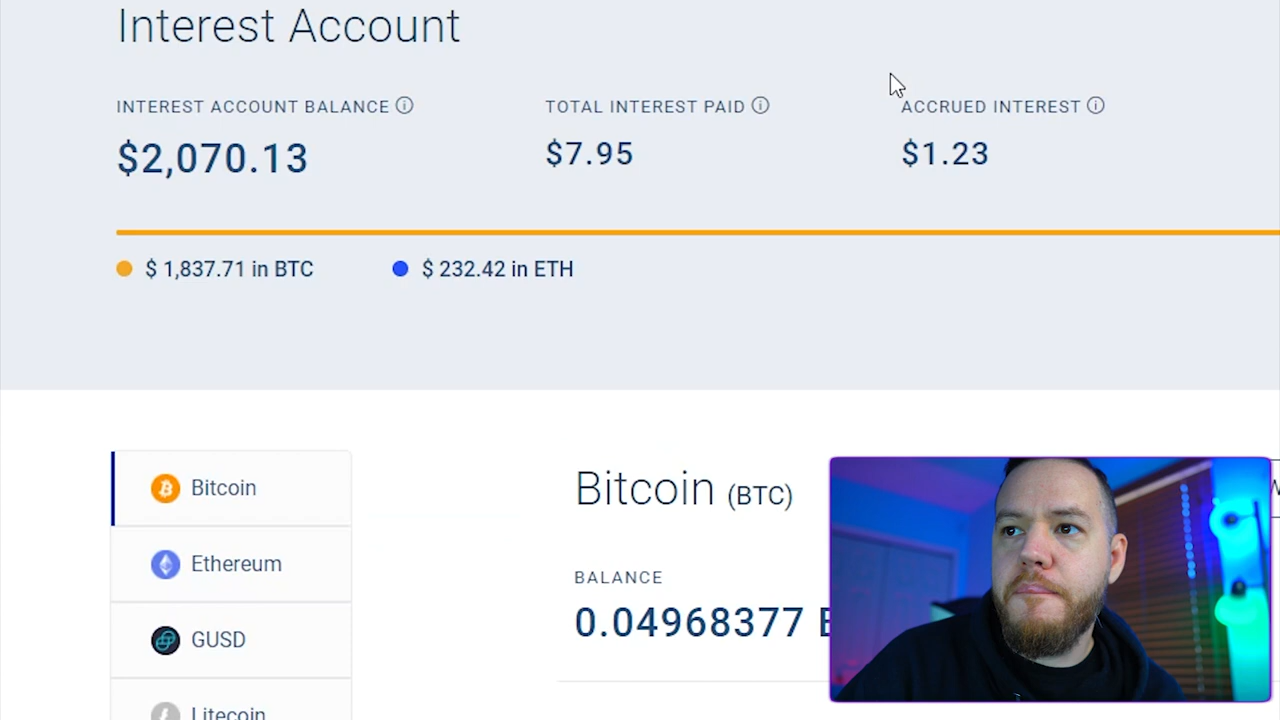 Interest Account
INTEREST ACCOUNT BALANCE
TOTAL INTEREST PAID
ACCRUED INTEREST
$2,070.13
$7.95
$1.23
$ 1,837.71 in BTC
$ 232.42 in ETH
Bitcoin
Ethereum
GUSD
Litecoin
Bitcoin (BTC)
BALANCE
0.04968377